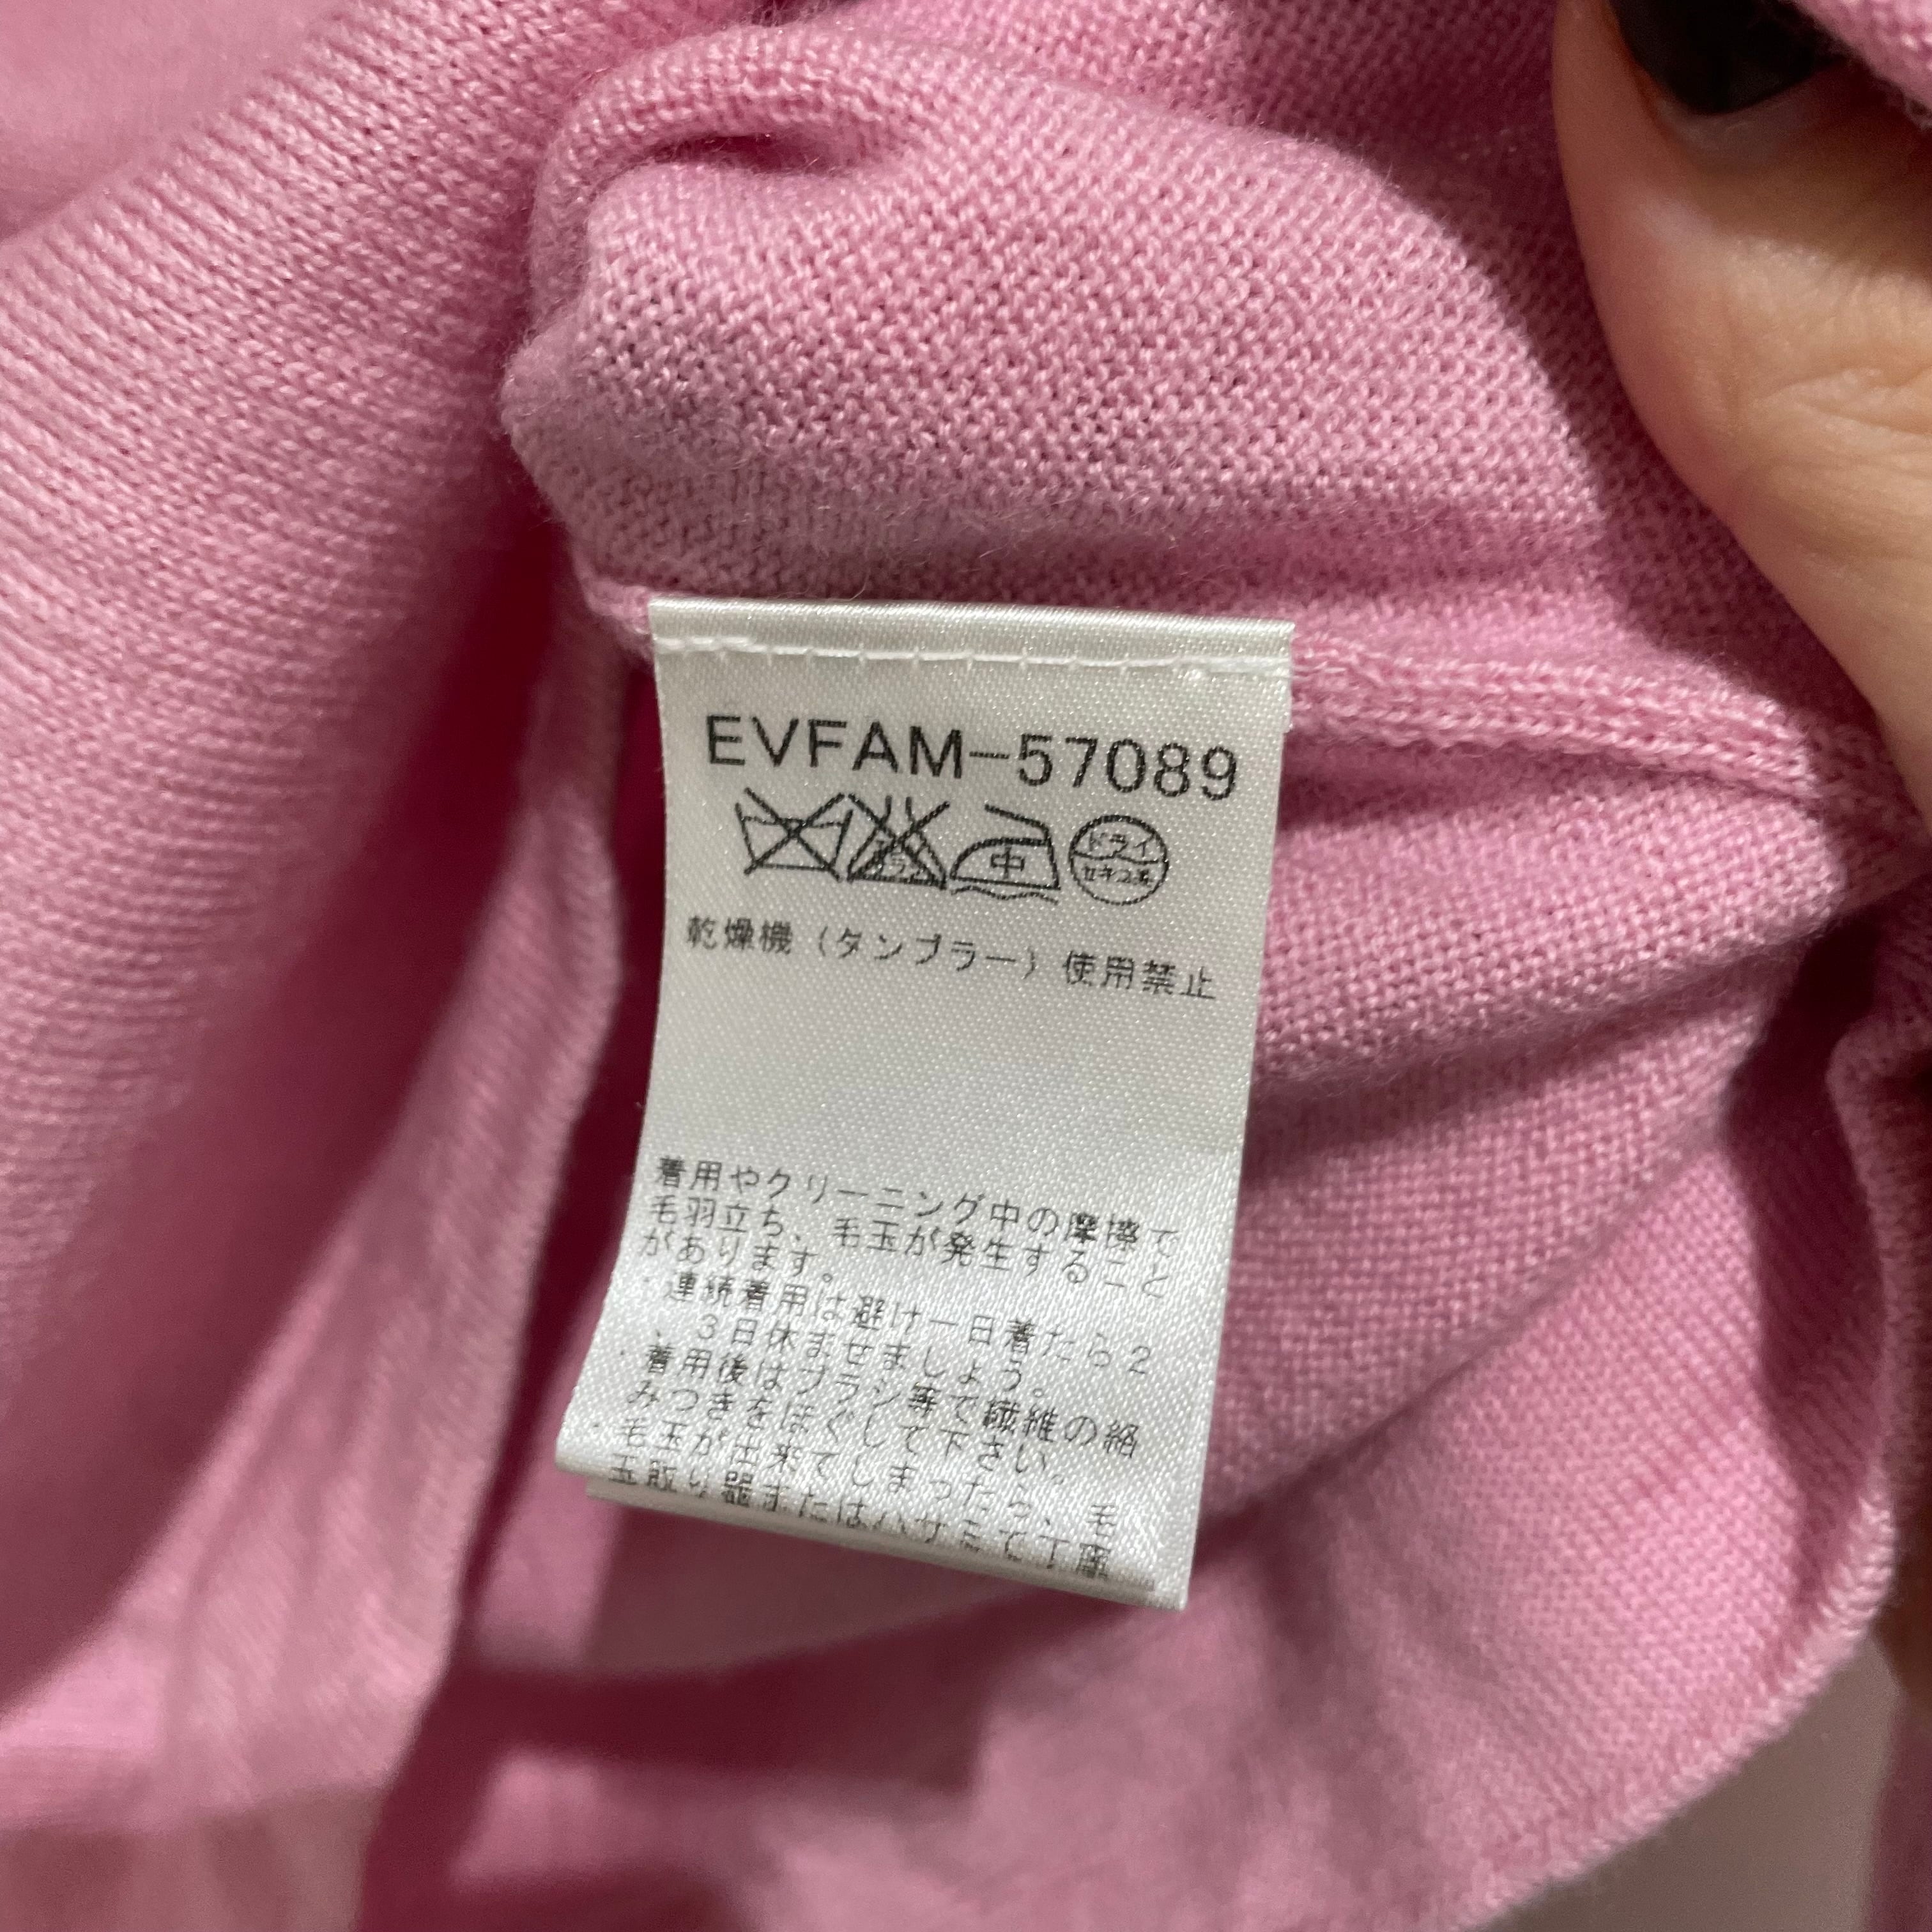 EVFAM-57089
中
ドライ
セキユ系
乾燥機（タンブラー）使用禁止
着用やクリーニング中の摩擦で
毛羽立ち、毛玉が発生すること
があります。
・連続着用は避け一日着たら２
、３日休ませましょう。
・着用後はブラシ等で繊維の絡
みつきをほぐして下さい。
・毛玉が出来てしまったら、毛
玉取り器またはハサミで丁寧